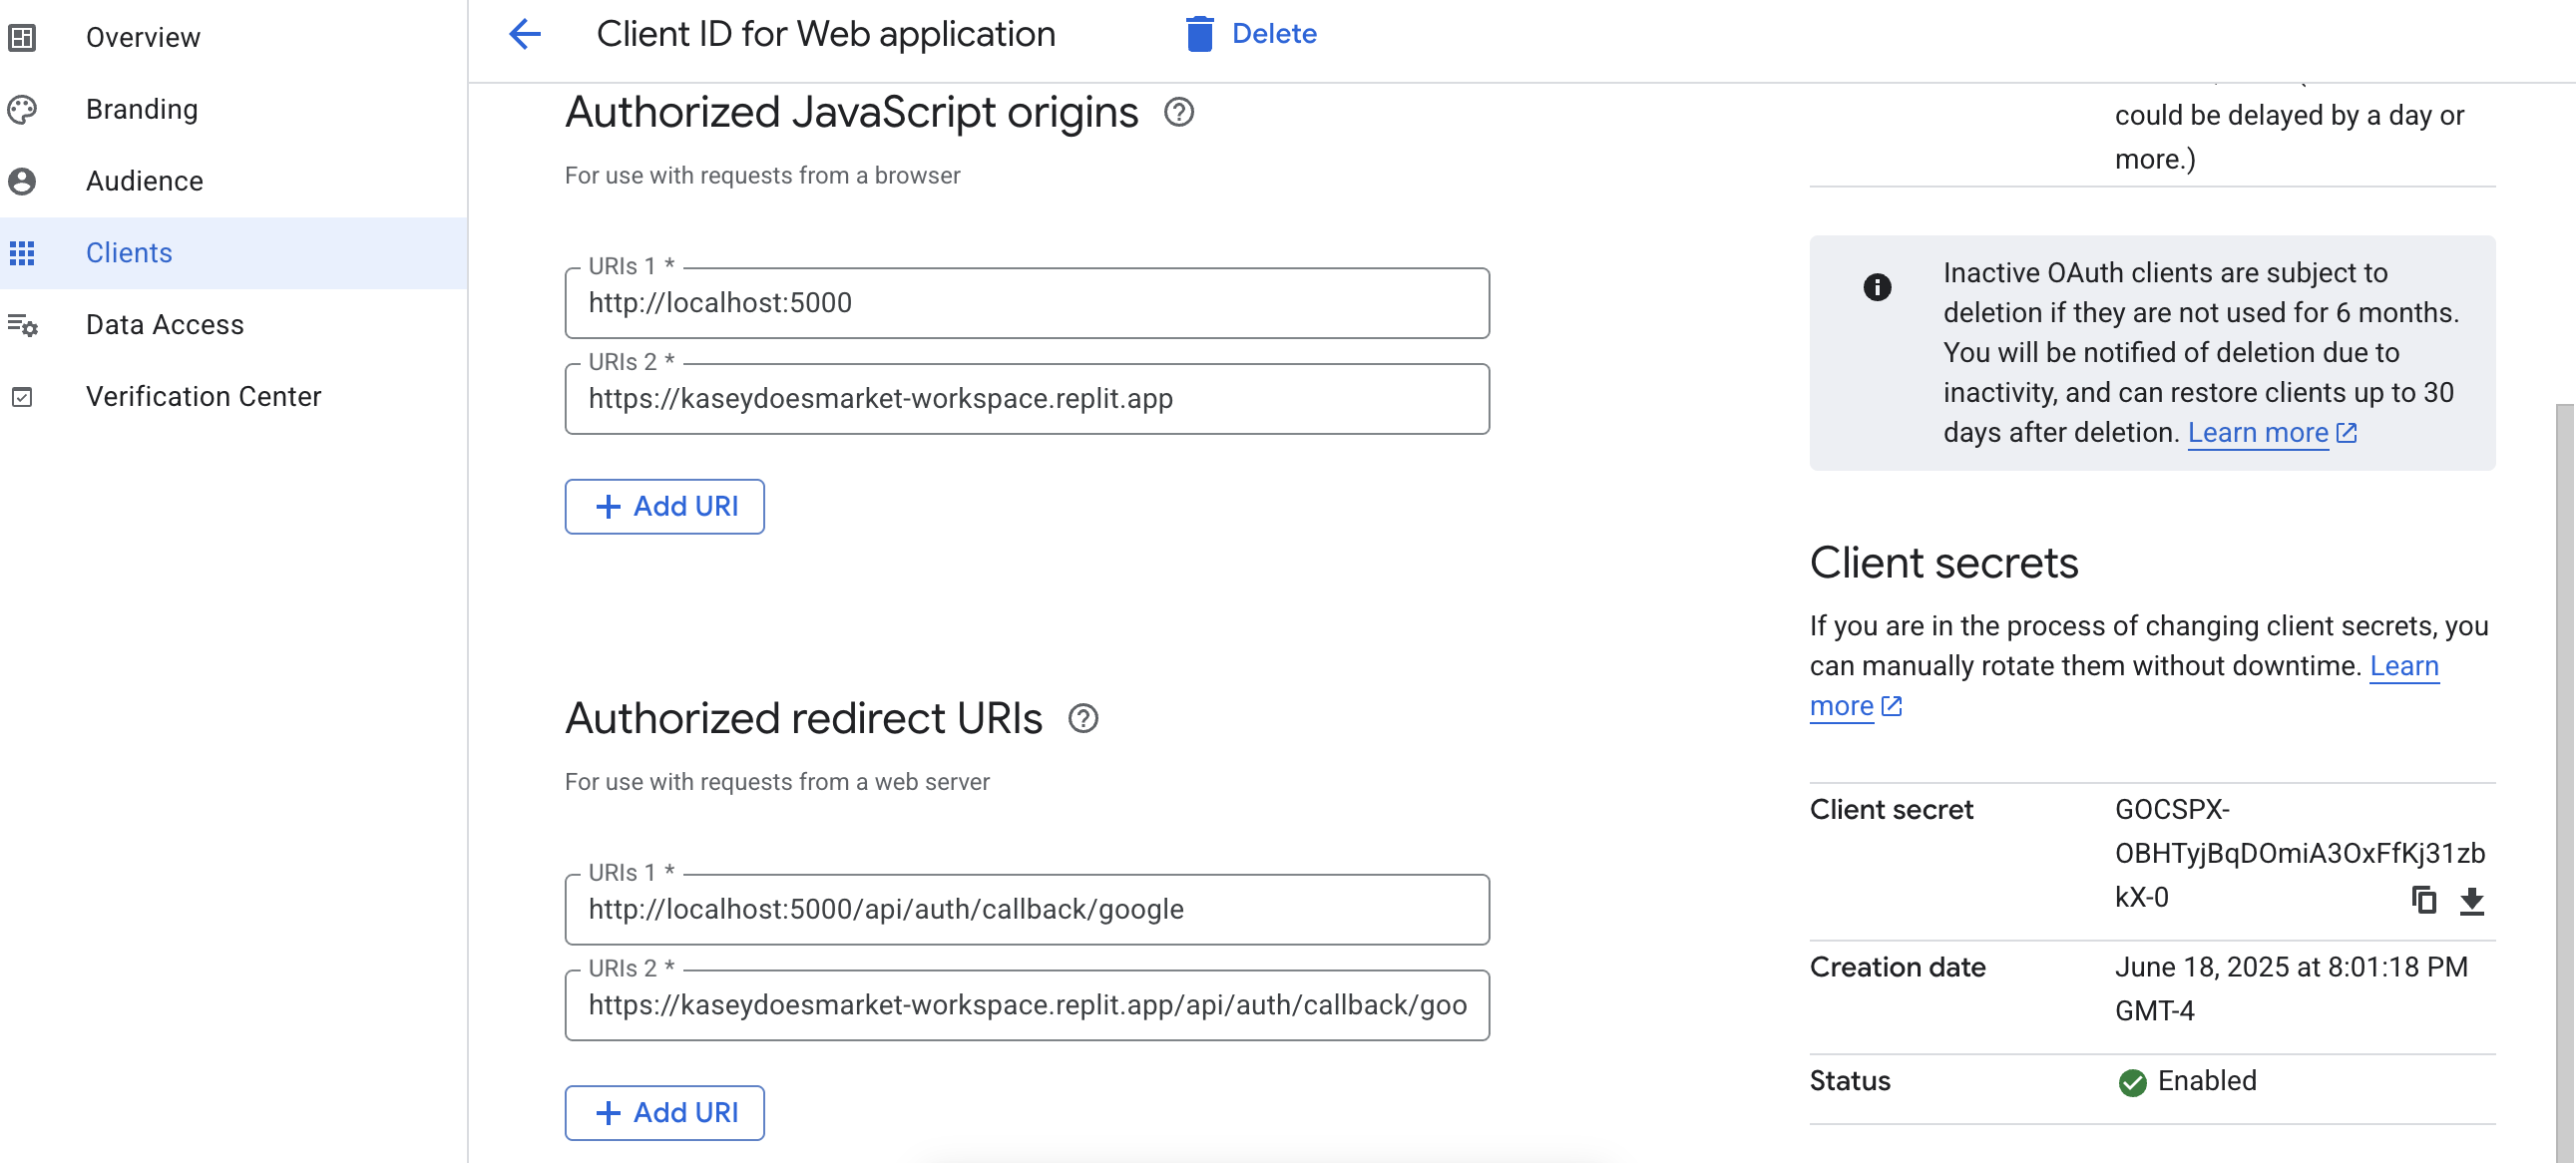 Overview
Branding
Audience
Clients
Data Access
Verification Center
Client ID for Web application
Delete
Authorized JavaScript origins
For use with requests from a browser
URIs 1 *
http://localhost:5000
URIs 2 *
https://kaseydoesmarket-workspace.replit.app
+ Add URI
Authorized redirect URIs
For use with requests from a web server
URIs 1 *
http://localhost:5000/api/auth/callback/google
URIs 2 *
https://kaseydoesmarket-workspace.replit.app/api/auth/callback/goo
+ Add URI
could be delayed by a day or
more.)
Inactive OAuth clients are subject to
deletion if they are not used for 6 months.
You will be notified of deletion due to
inactivity, and can restore clients up to 30
days after deletion. Learn more
Client secrets
If you are in the process of changing client secrets, you
can manually rotate them without downtime. Learn
more
Client secret
GOCSPX-
OBHTyjBqDOmiA3OxFfKj31zb
kX-0
Creation date
June 18, 2025 at 8:01:18 PM
GMT-4
Status
Enabled